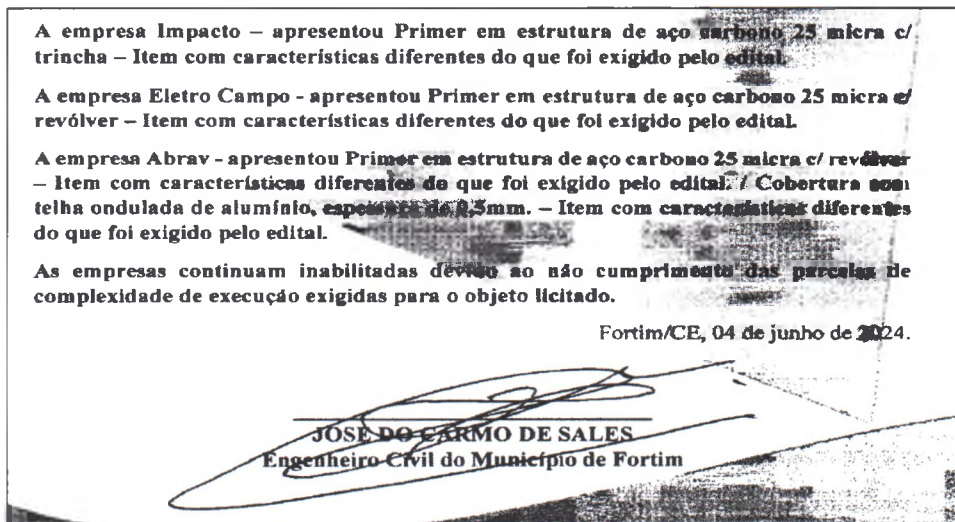 A empresa Impacto – apresentou Primer em estrutura de aço carbono 25 micra c/
trincha – Item com características diferentes do que foi exigido pelo edital.
A empresa Eletro Campo - apresentou Primer em estrutura de aço carbono 25 micra c/
revólver – Item com características diferentes do que foi exigido pelo edital.
A empresa Abrav - apresentou Primer em estrutura de aço carbono 25 micra c/ revólver
– Item com características diferentes do que foi exigido pelo edital. / Cobertura com
telha ondulada de alumínio, espessura de 0,5mm. – Item com características diferentes
do que foi exigido pelo edital.
As empresas continuam inabilitadas devido ao não cumprimento das parcelas de
complexidade de execução exigidas para o objeto licitado.
Fortim/CE, 04 de junho de 2024.
JOSÉ DO CARMO DE SALES
Engenheiro Civil do Município de Fortim